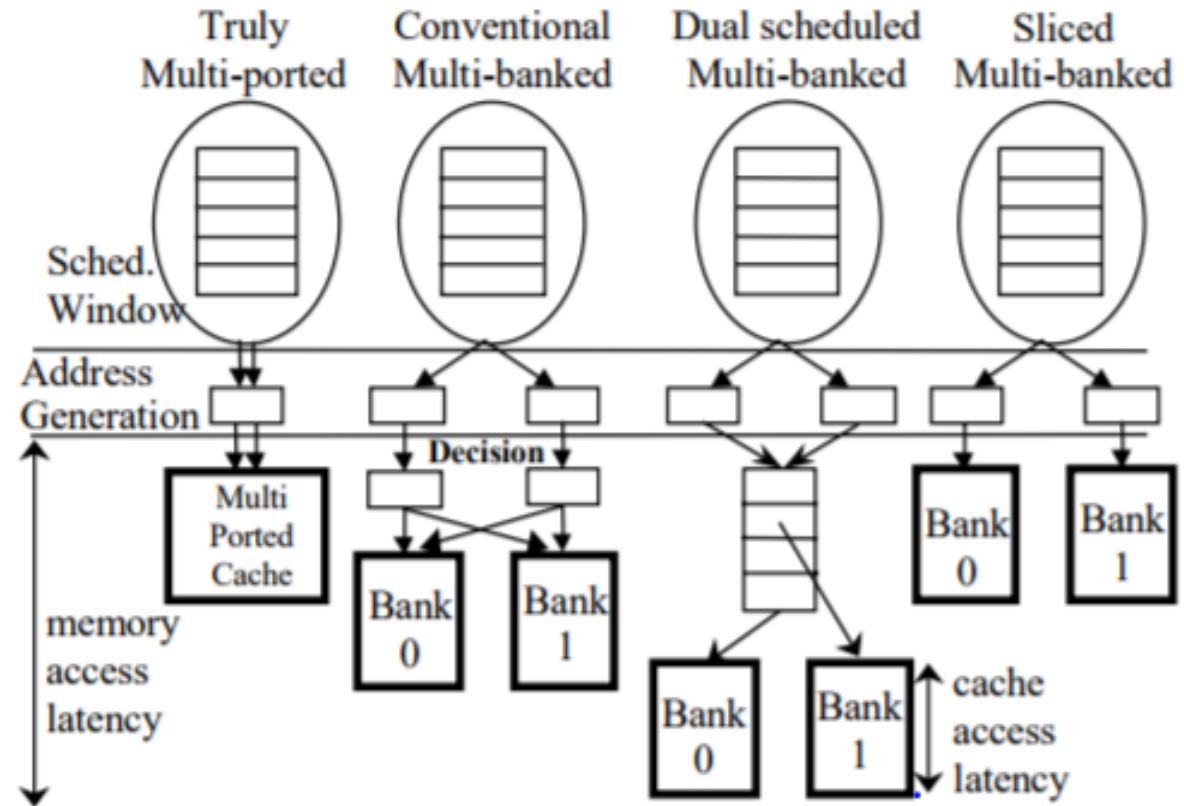 Truly
Multi-ported
Conventional
Multi-banked
Dual scheduled
Multi-banked
Sliced
Multi-banked
Sched.
Window
Address
Generation
Decision
Multi
Ported
Cache
Bank
0
Bank
1
Bank
0
Bank
1
Bank
0
Bank
1
memory
access
latency
cache
access
latency